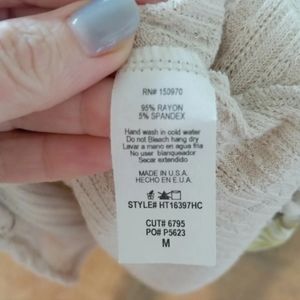 RN# 150970
95% RAYON
5% SPANDEX
Hand wash in cold water
Do not Bleach hang dry
Lavar a mano en agua fria
No user blanqueador
Secar extendido
MADE IN U.S.A.
HECHO EN E.U.A.
STYLE# HT16397HC
CUT# 6795
PO# P5623
M